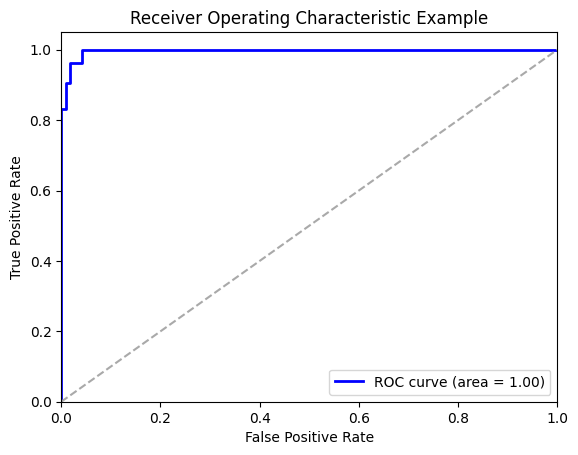 Receiver Operating Characteristic Example
True Positive Rate
1.0
0.8
0.6
0.4
0.2
0.0
ROC curve (area = 1.00)
0.0 0.2 0.4 0.6 0.8 1.0
False Positive Rate